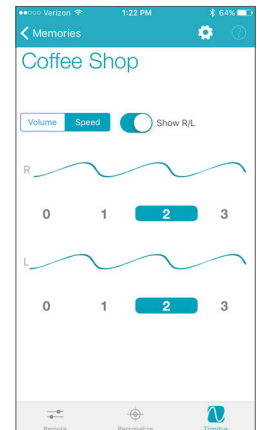 Verizon 1:22 PM 64%
Memories
Coffee Shop
Volume Speed Show R/L
R
0 1 2 3
L
0 1 2 3
Remote Personalize Tinnitus